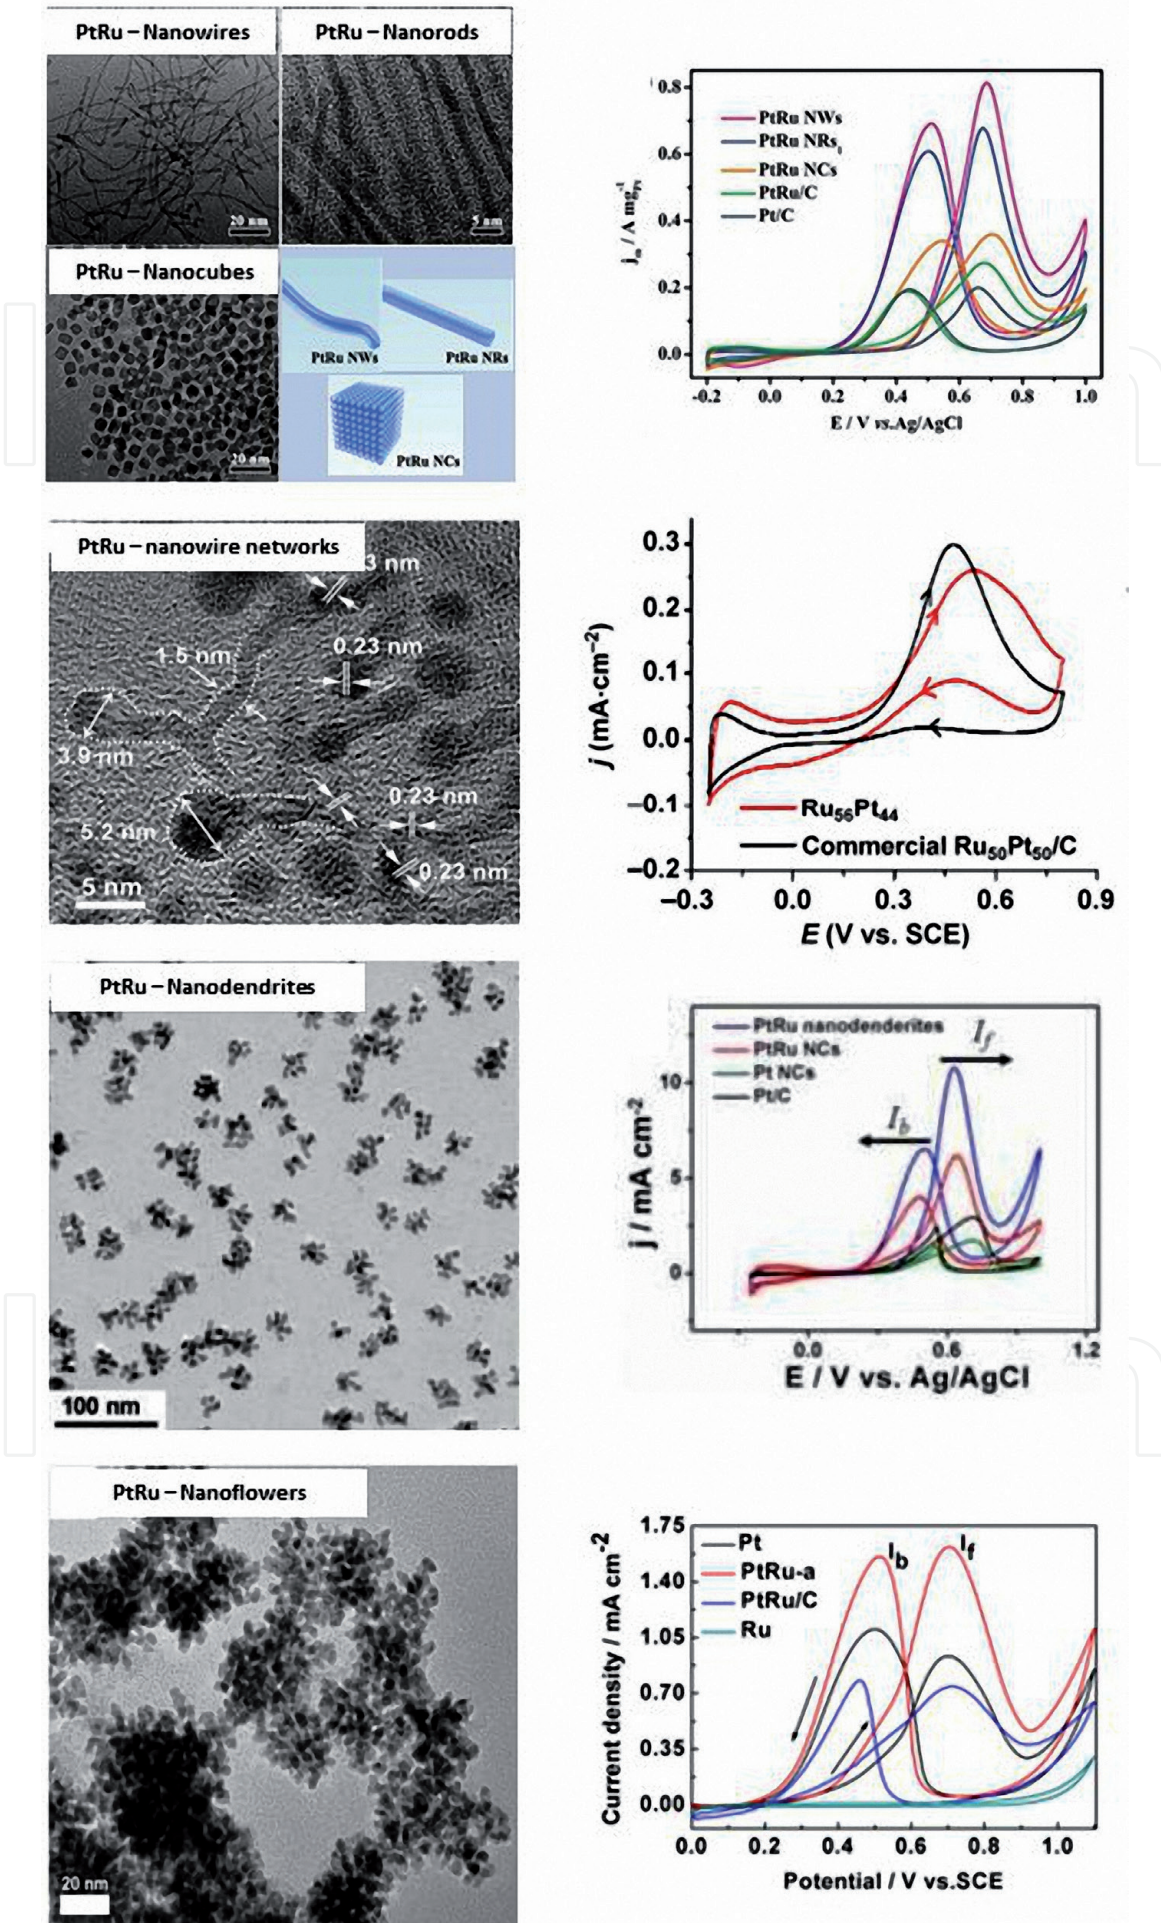 PtRu – Nanowires
PtRu – Nanorods
20 nm
5 nm
PtRu – Nanocubes
20 nm
PtRu NWs
PtRu NRs
PtRu NCs
0.8
0.6
0.4
0.2
0.0
PtRu NWs
PtRu NRs
PtRu NCs
PtRu/C
Pt/C
-0.2 0.0 0.2 0.4 0.6 0.8 1.0
E / V vs.Ag/AgCl
PtRu – nanowire networks
3 nm
0.23 nm
1.5 nm
3.9 nm
0.23 nm
5.2 nm
0.23 nm
5 nm
j (mA·cm⁻²)
0.3
0.2
0.1
0.0
−0.1
−0.2
Ru56Pt44
Commercial Ru50Pt50/C
−0.3 0.0 0.3 0.6 0.9
E (V vs. SCE)
PtRu – Nanodendrites
100 nm
j / mA cm⁻²
10
5
0
PtRu nanodenderites
PtRu NCs
Pt NCs
Pt/C
If
Ib
0.0 0.6 1.2
E / V vs. Ag/AgCl
PtRu – Nanoflowers
20 nm
Current density / mA cm⁻²
1.75
1.40
1.05
0.70
0.35
0.00
Pt
PtRu-a
PtRu/C
Ru
Ib
If
0.0 0.2 0.4 0.6 0.8 1.0
Potential / V vs.SCE